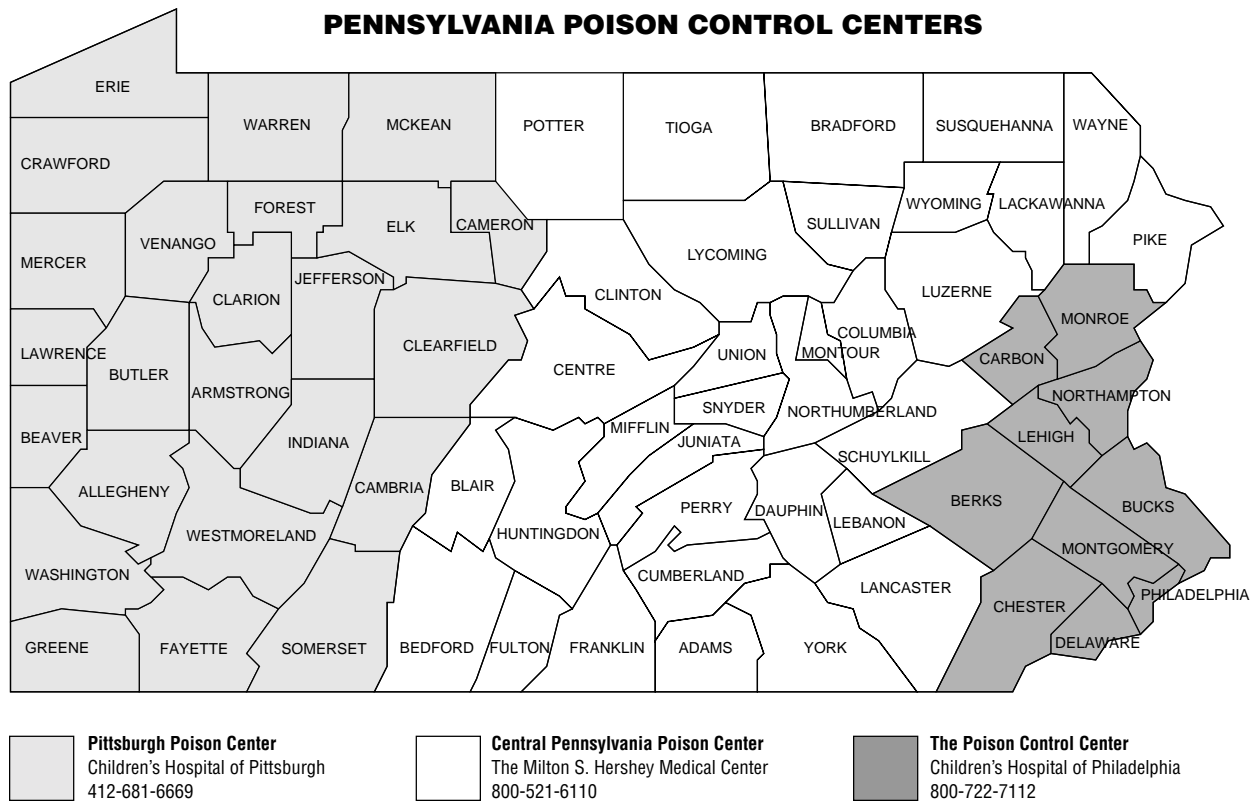 PENNSYLVANIA POISON CONTROL CENTERS
ERIE
WARREN
MCKEAN
POTTER
TIOGA
BRADFORD
SUSQUEHANNA
WAYNE
CRAWFORD
FOREST
ELK
CAMERON
SULLIVAN
WYOMING
LACKAWANNA
PIKE
VENANGO
MERCER
JEFFERSON
CLARION
LYCOMING
CLINTON
LUZERNE
MONROE
COLUMBIA
LAWRENCE
BUTLER
CLEARFIELD
CENTRE
UNION
MONTOUR
CARBON
ARMSTRONG
SNYDER
NORTHUMBERLAND
NORTHAMPTON
BEAVER
INDIANA
MIFFLIN
JUNIATA
LEHIGH
SCHUYLKILL
ALLEGHENY
CAMBRIA
BLAIR
PERRY
DAUPHIN
BERKS
BUCKS
WESTMORELAND
HUNTINGDON
LEBANON
MONTGOMERY
WASHINGTON
CUMBERLAND
LANCASTER
PHILADELPHIA
CHESTER
GREENE
FAYETTE
SOMERSET
BEDFORD
FULTON
FRANKLIN
ADAMS
YORK
DELAWARE
Pittsburgh Poison Center
Children's Hospital of Pittsburgh
412-681-6669
Central Pennsylvania Poison Center
The Milton S. Hershey Medical Center
800-521-6110
The Poison Control Center
Children's Hospital of Philadelphia
800-722-7112